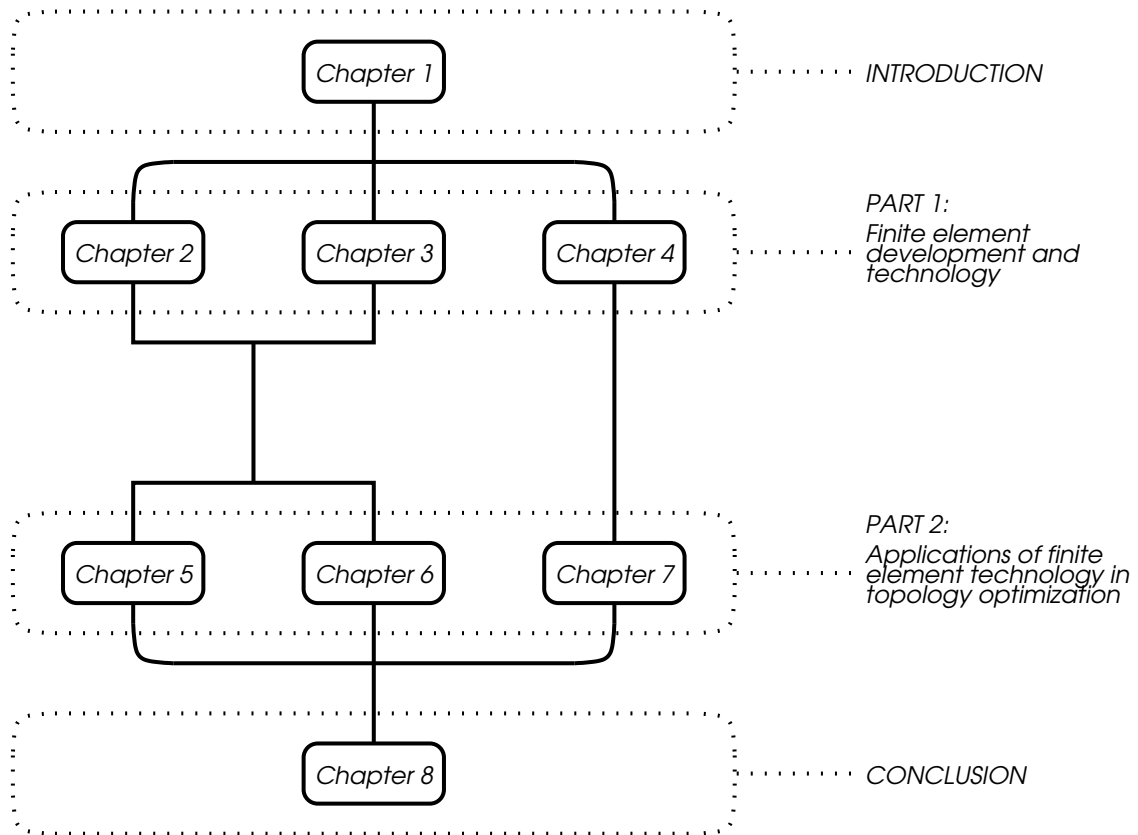 Chapter 1
INTRODUCTION
PART 1:
Finite element
development and
technology
Chapter 2
Chapter 3
Chapter 4
PART 2:
Applications of finite
element technology in
topology optimization
Chapter 5
Chapter 6
Chapter 7
Chapter 8
CONCLUSION